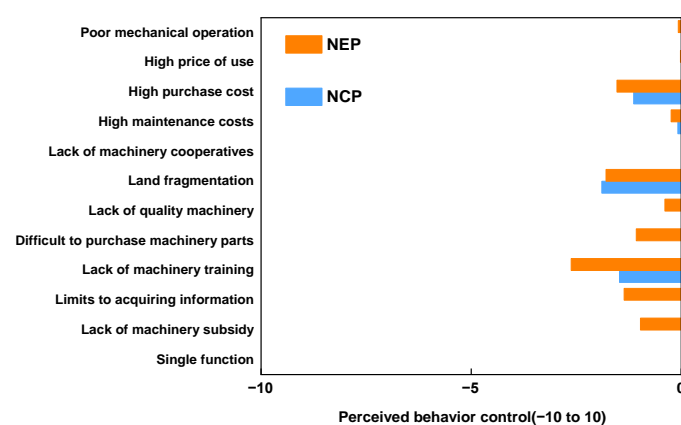 Poor mechanical operation
NEP
High price of use
High purchase cost
NCP
High maintenance costs
Lack of machinery cooperatives
Land fragmentation
Lack of quality machinery
Difficult to purchase machinery parts
Lack of machinery training
Limits to acquiring information
Lack of machinery subsidy
Single function
−10
−5
0
Perceived behavior control(−10 to 10)